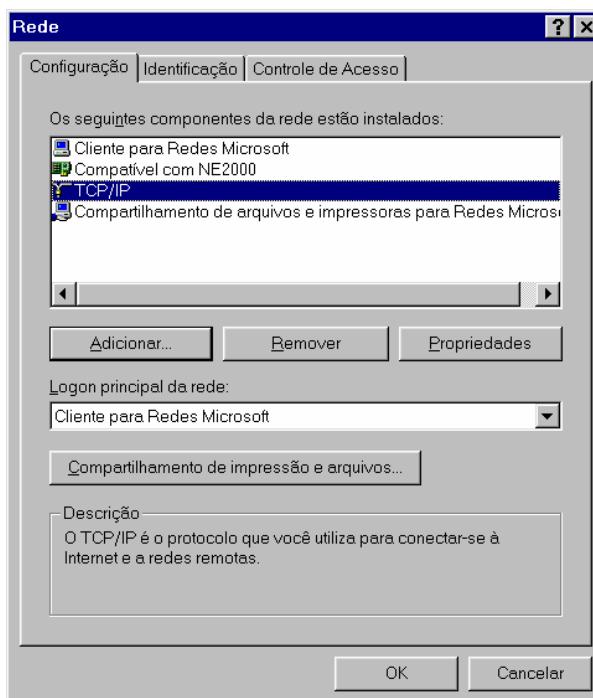 Rede
Configuração Identificação Controle de Acesso
Os seguintes componentes da rede estão instalados:
Cliente para Redes Microsoft
Compatível com NE2000
TCP/IP
Compartilhamento de arquivos e impressoras para Redes Micros
Adicionar... Remover Propriedades
Logon principal da rede:
Cliente para Redes Microsoft
Compartilhamento de impressão e arquivos...
Descrição
O TCP/IP é o protocolo que você utiliza para conectar-se à
Internet e a redes remotas.
OK Cancelar